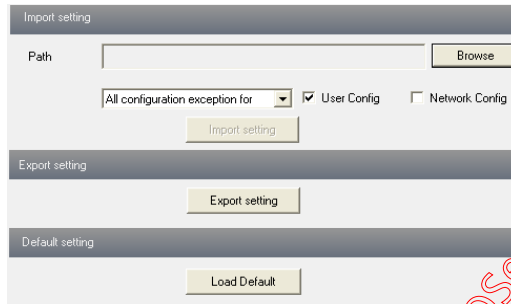 Import setting
Path Browse
All configuration exception for User Config Network Config
Import setting
Export setting
Export setting
Default setting
Load Default